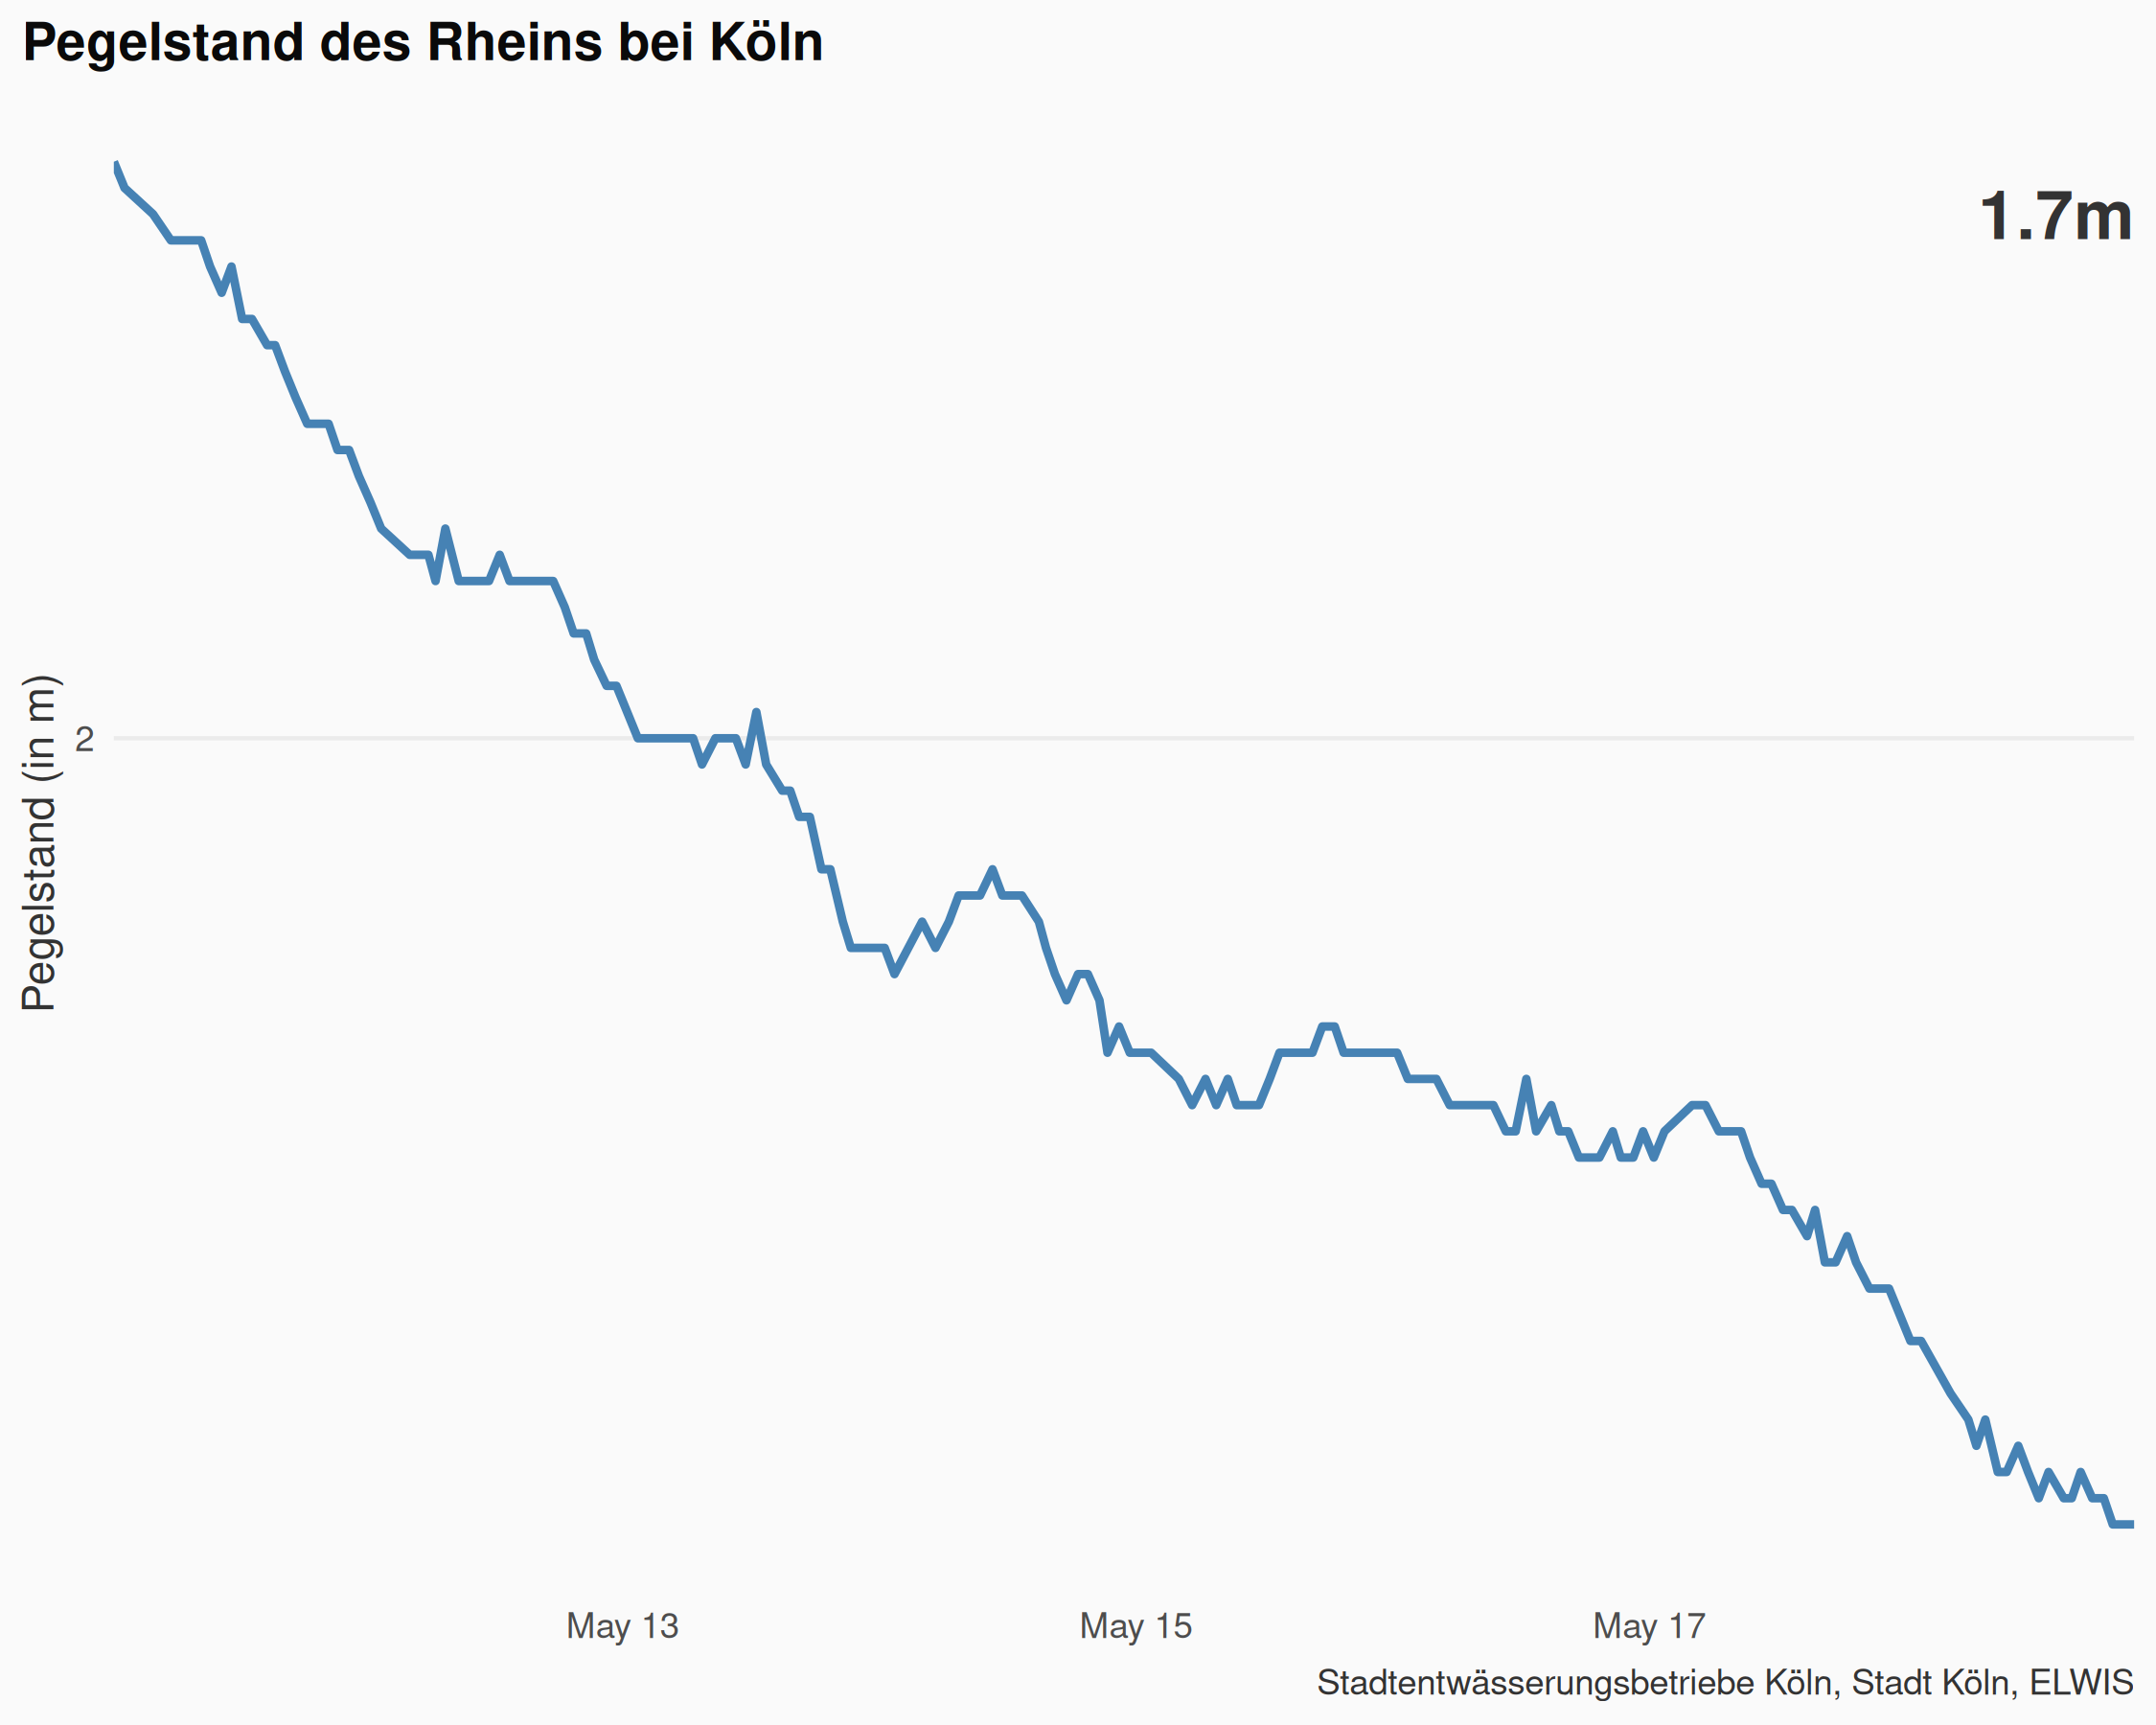 Pegelstand des Rheins bei Köln
1.7m
Pegelstand (in m)
2
May 13
May 15
May 17
Stadtentwässerungsbetriebe Köln, Stadt Köln, ELWIS